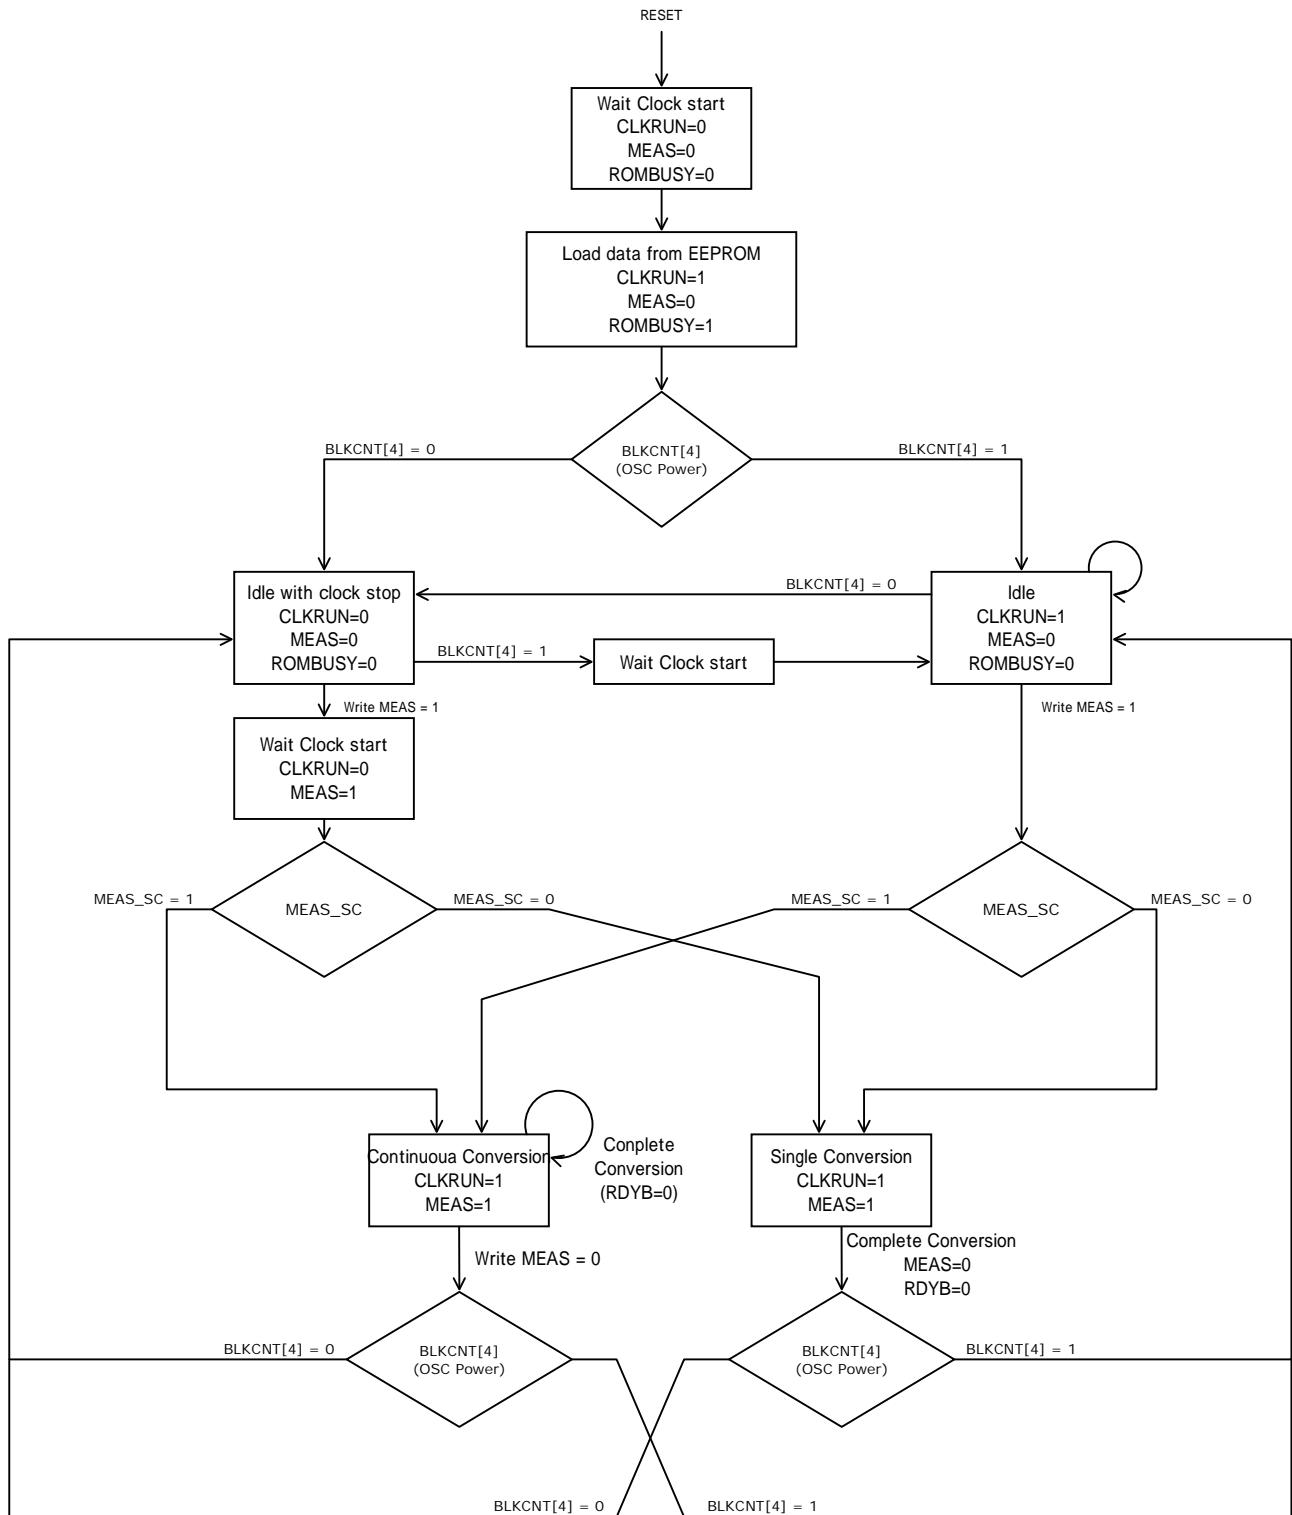 RESET
Wait Clock start
CLKRUN=0
MEAS=0
ROMBUSY=0
Load data from EEPROM
CLKRUN=1
MEAS=0
ROMBUSY=1
BLKCNT[4] = 0
BLKCNT[4]
(OSC Power)
BLKCNT[4] = 1
Idle with clock stop
CLKRUN=0
MEAS=0
ROMBUSY=0
BLKCNT[4] = 0
Idle
CLKRUN=1
MEAS=0
ROMBUSY=0
BLKCNT[4] = 1
Wait Clock start
Write MEAS = 1
Write MEAS = 1
Wait Clock start
CLKRUN=0
MEAS=1
MEAS_SC = 1
MEAS_SC
MEAS_SC = 0
MEAS_SC = 1
MEAS_SC
MEAS_SC = 0
Continuoua Conversion
CLKRUN=1
MEAS=1
Conplete
Conversion
(RDYB=0)
Single Conversion
CLKRUN=1
MEAS=1
Write MEAS = 0
Complete Conversion
MEAS=0
RDYB=0
BLKCNT[4] = 0
BLKCNT[4]
(OSC Power)
BLKCNT[4]
(OSC Power)
BLKCNT[4] = 1
BLKCNT[4] = 0
BLKCNT[4] = 1